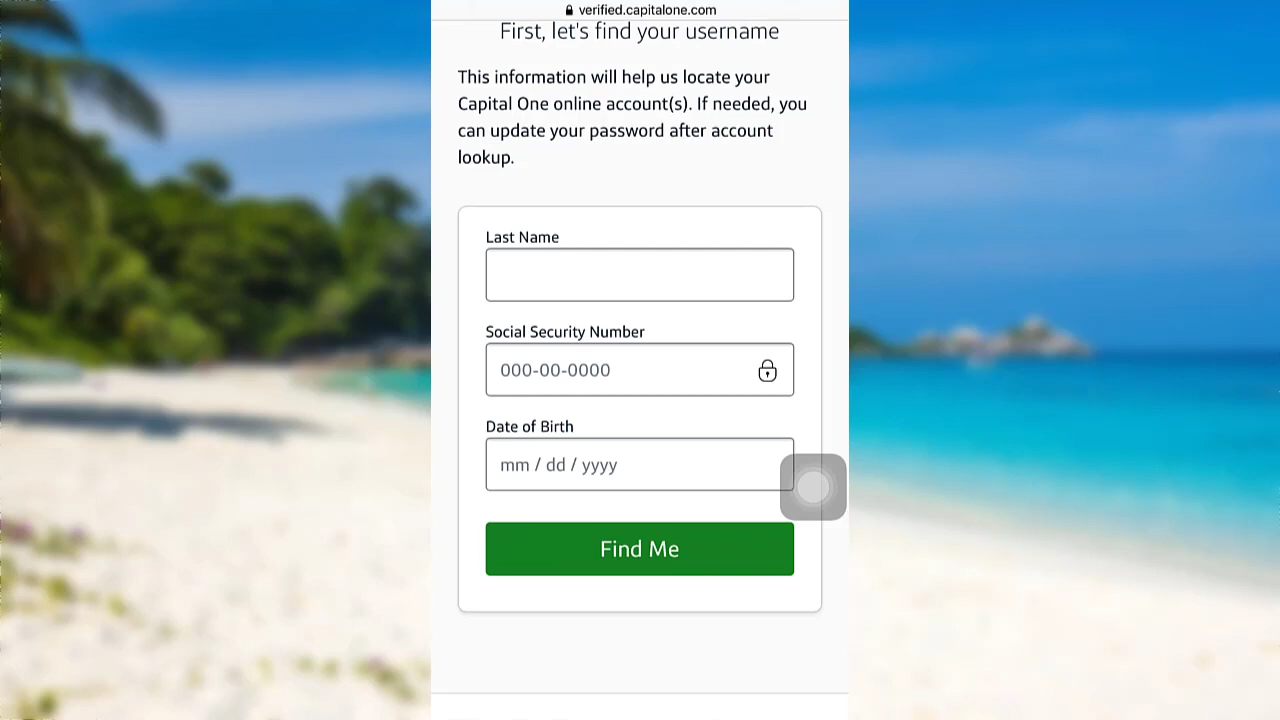 verified.capitalone.com
First, let's find your username
This information will help us locate your
Capital One online account(s). If needed, you
can update your password after account
lookup.
Last Name
Social Security Number
000-00-0000
Date of Birth
mm / dd / yyyy
Find Me